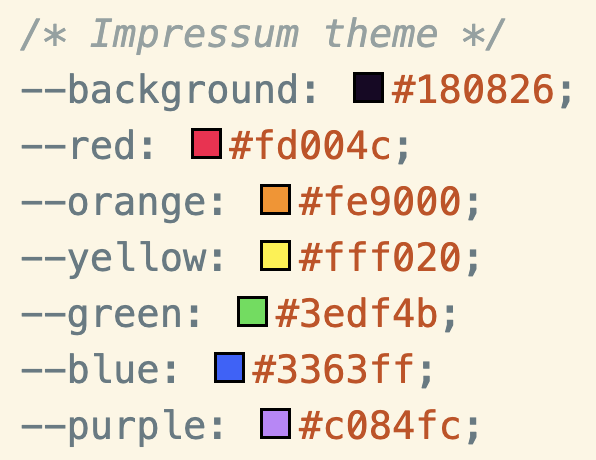 /* Impressum theme */
--background: #180826;
--red: #fd004c;
--orange: #fe9000;
--yellow: #fff020;
--green: #3edf4b;
--blue: #3363ff;
--purple: #c084fc;